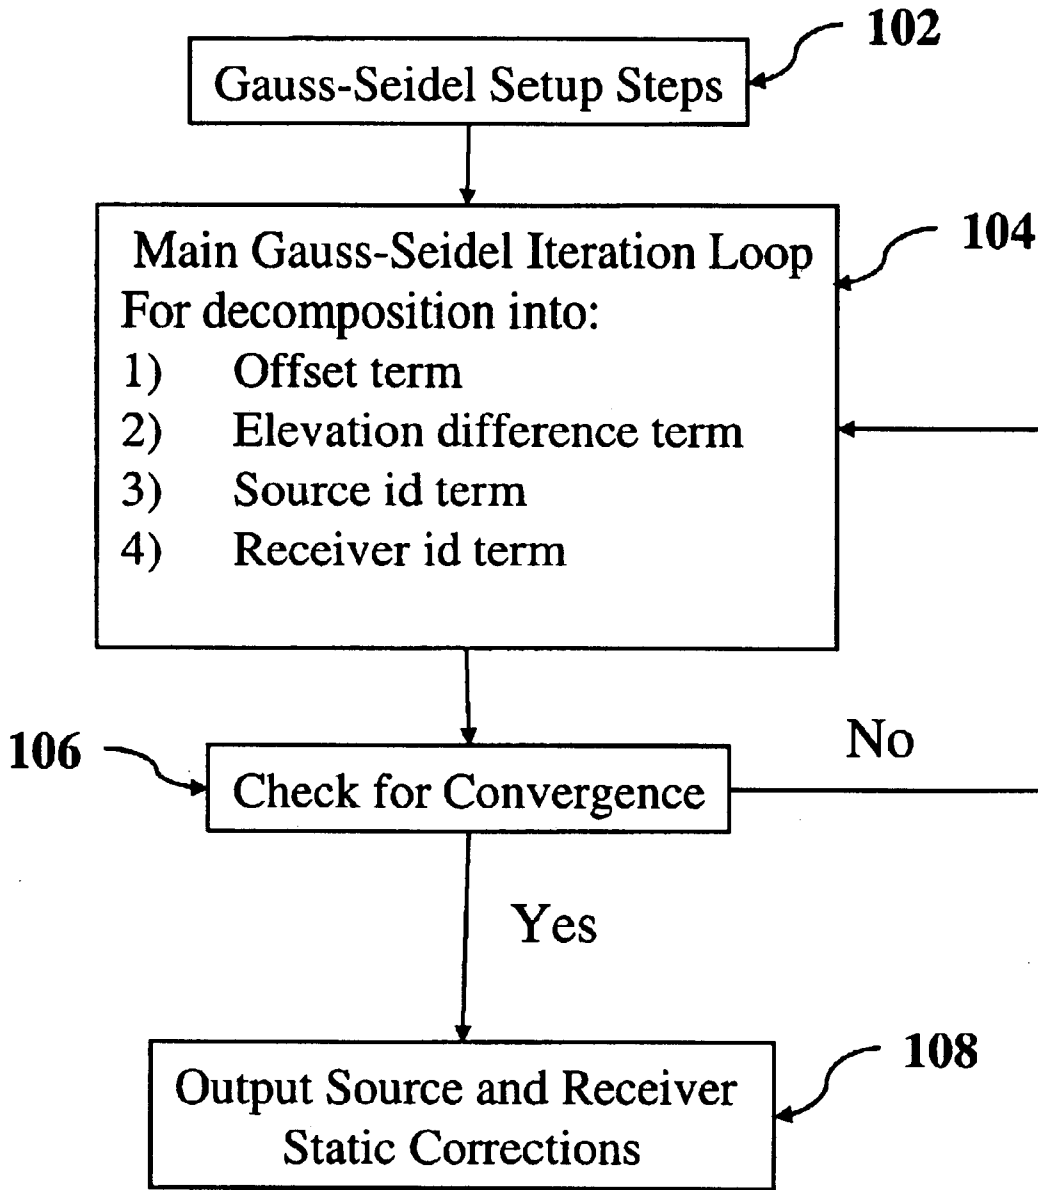 102
Gauss-Seidel Setup Steps
104
Main Gauss-Seidel Iteration Loop
For decomposition into:
1) Offset term
2) Elevation difference term
3) Source id term
4) Receiver id term
106
No
Check for Convergence
Yes
108
Output Source and Receiver
Static Corrections